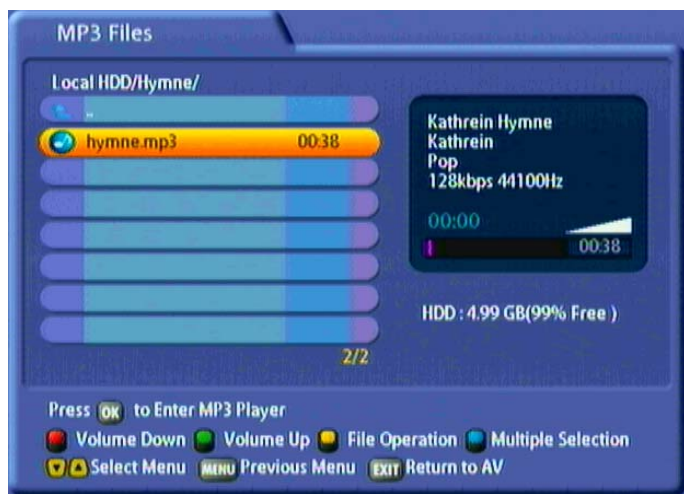 MP3 Files
Local HDD/Hymne/
..
hymne.mp3 00:38
2/2
Kathrein Hymne
Kathrein
Pop
128kbps 44100Hz
00:00
00:38
HDD : 4.99 GB(99% Free )
Press OK to Enter MP3 Player
Volume Down Volume Up File Operation Multiple Selection
Select Menu MENU Previous Menu EXIT Return to AV